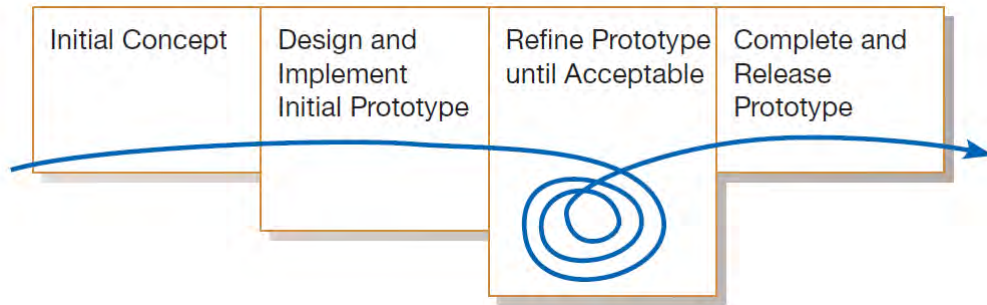 Initial Concept
Design and
Implement
Initial Prototype
Refine Prototype
until Acceptable
Complete and
Release
Prototype